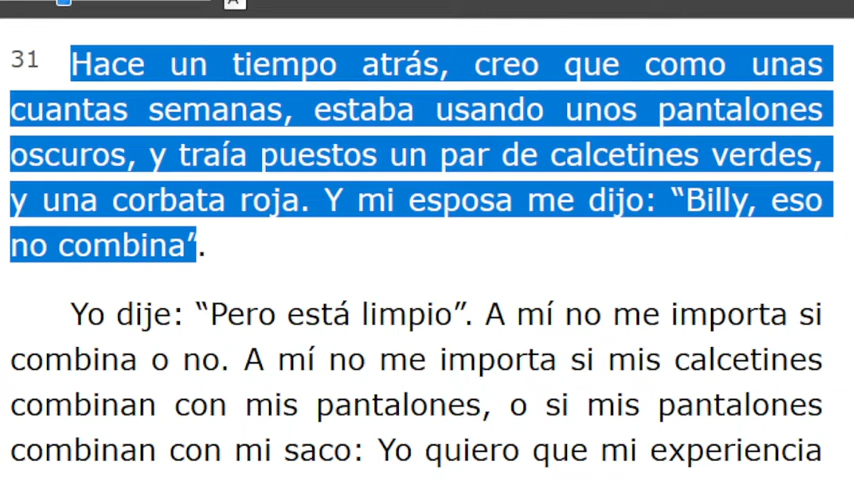 31 Hace un tiempo atrás, creo que como unas
cuantas semanas, estaba usando unos pantalones
oscuros, y traía puestos un par de calcetines verdes,
y una corbata roja. Y mi esposa me dijo: “Billy, eso
no combina”.
Yo dije: “Pero está limpio”. A mí no me importa si
combina o no. A mí no me importa si mis calcetines
combinan con mis pantalones, o si mis pantalones
combinan con mi saco: Yo quiero que mi experiencia